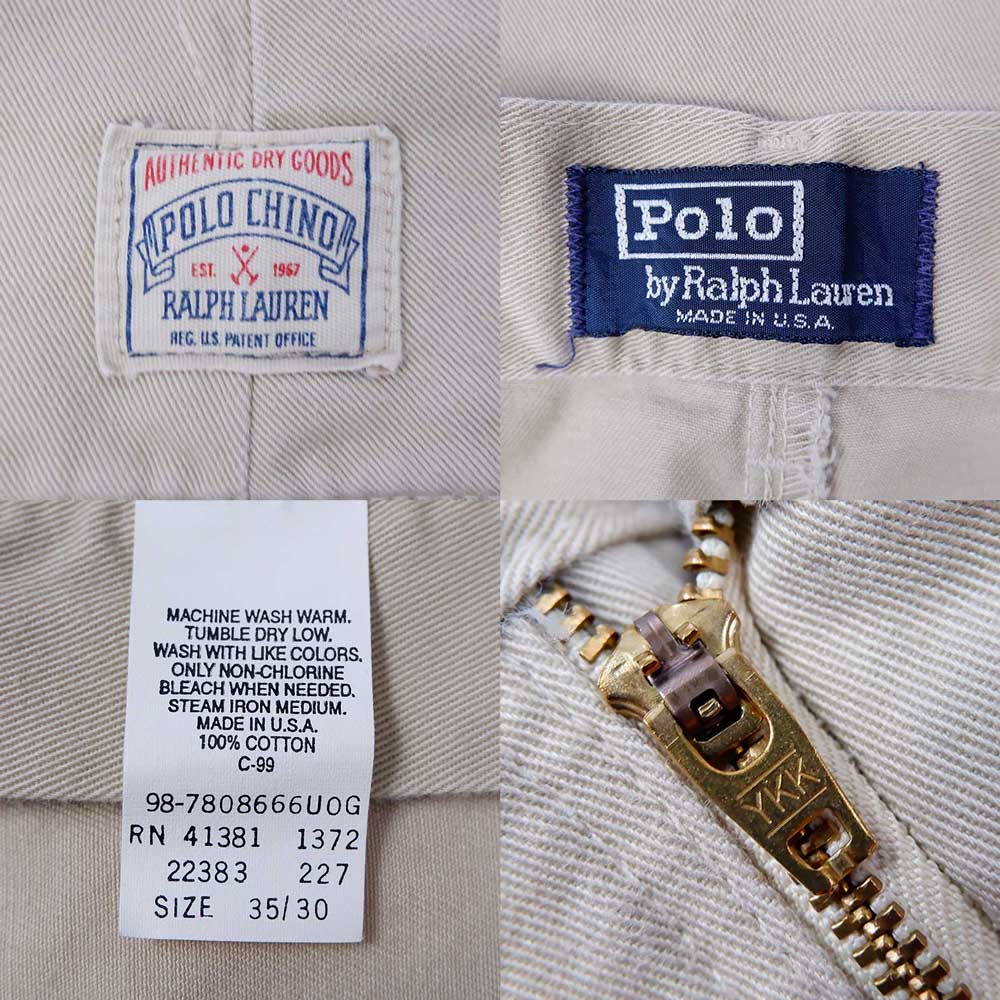 AUTHENTIC DRY GOODS
POLO CHINO
EST. 1967
RALPH LAUREN
REG. U.S. PATENT OFFICE
Polo
by Ralph Lauren
MADE IN U.S.A.
MACHINE WASH WARM.
TUMBLE DRY LOW.
WASH WITH LIKE COLORS.
ONLY NON-CHLORINE
BLEACH WHEN NEEDED.
STEAM IRON MEDIUM.
MADE IN U.S.A.
100% COTTON
C-99
98-7808666UOG
RN 41381 1372
22383 227
SIZE 35/30
YKK